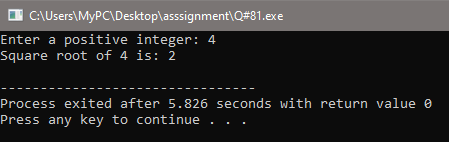 C:\Users\MyPC\Desktop\asssignment\Q#81.exe
Enter a positive integer: 4
Square root of 4 is: 2
--------------------------------
Process exited after 5.826 seconds with return value 0
Press any key to continue . . .